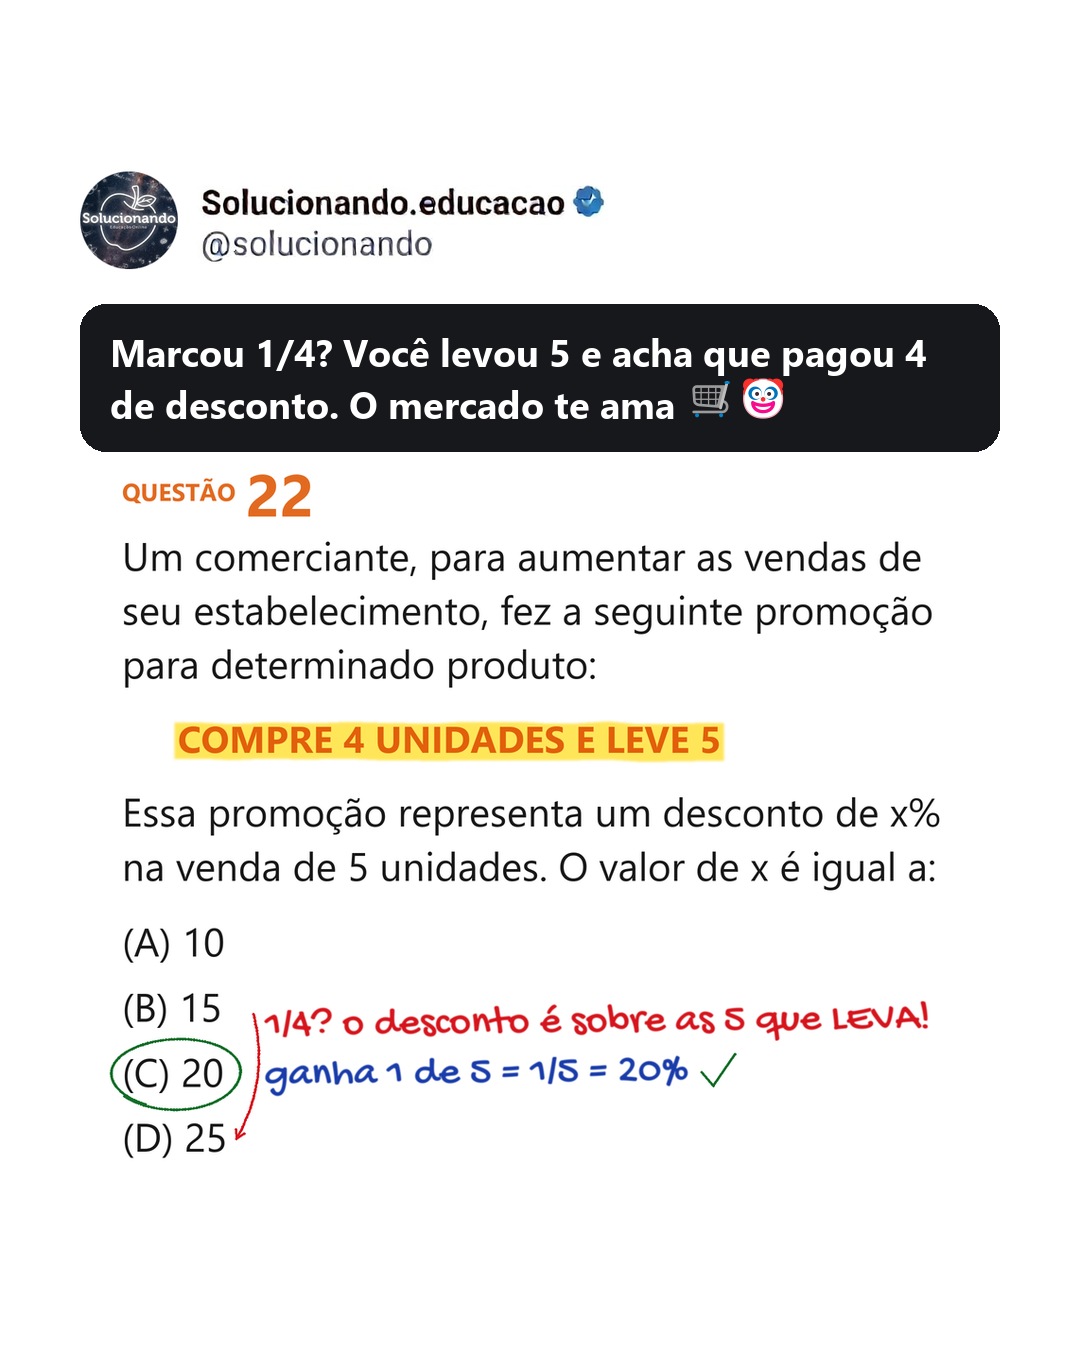 Solucionando
Solucionando.educacao
@solucionando
Marcou 1/4? Você levou 5 e acha que pagou 4
de desconto. O mercado te ama 🛒🤡
QUESTÃO 22
Um comerciante, para aumentar as vendas de
seu estabelecimento, fez a seguinte promoção
para determinado produto:
COMPRE 4 UNIDADES E LEVE 5
Essa promoção representa um desconto de x%
na venda de 5 unidades. O valor de x é igual a:
(A) 10
(B) 15
1/4? o desconto é sobre as 5 que LEVA!
(C) 20
ganha 1 de 5 = 1/5 = 20% ✓
(D) 25